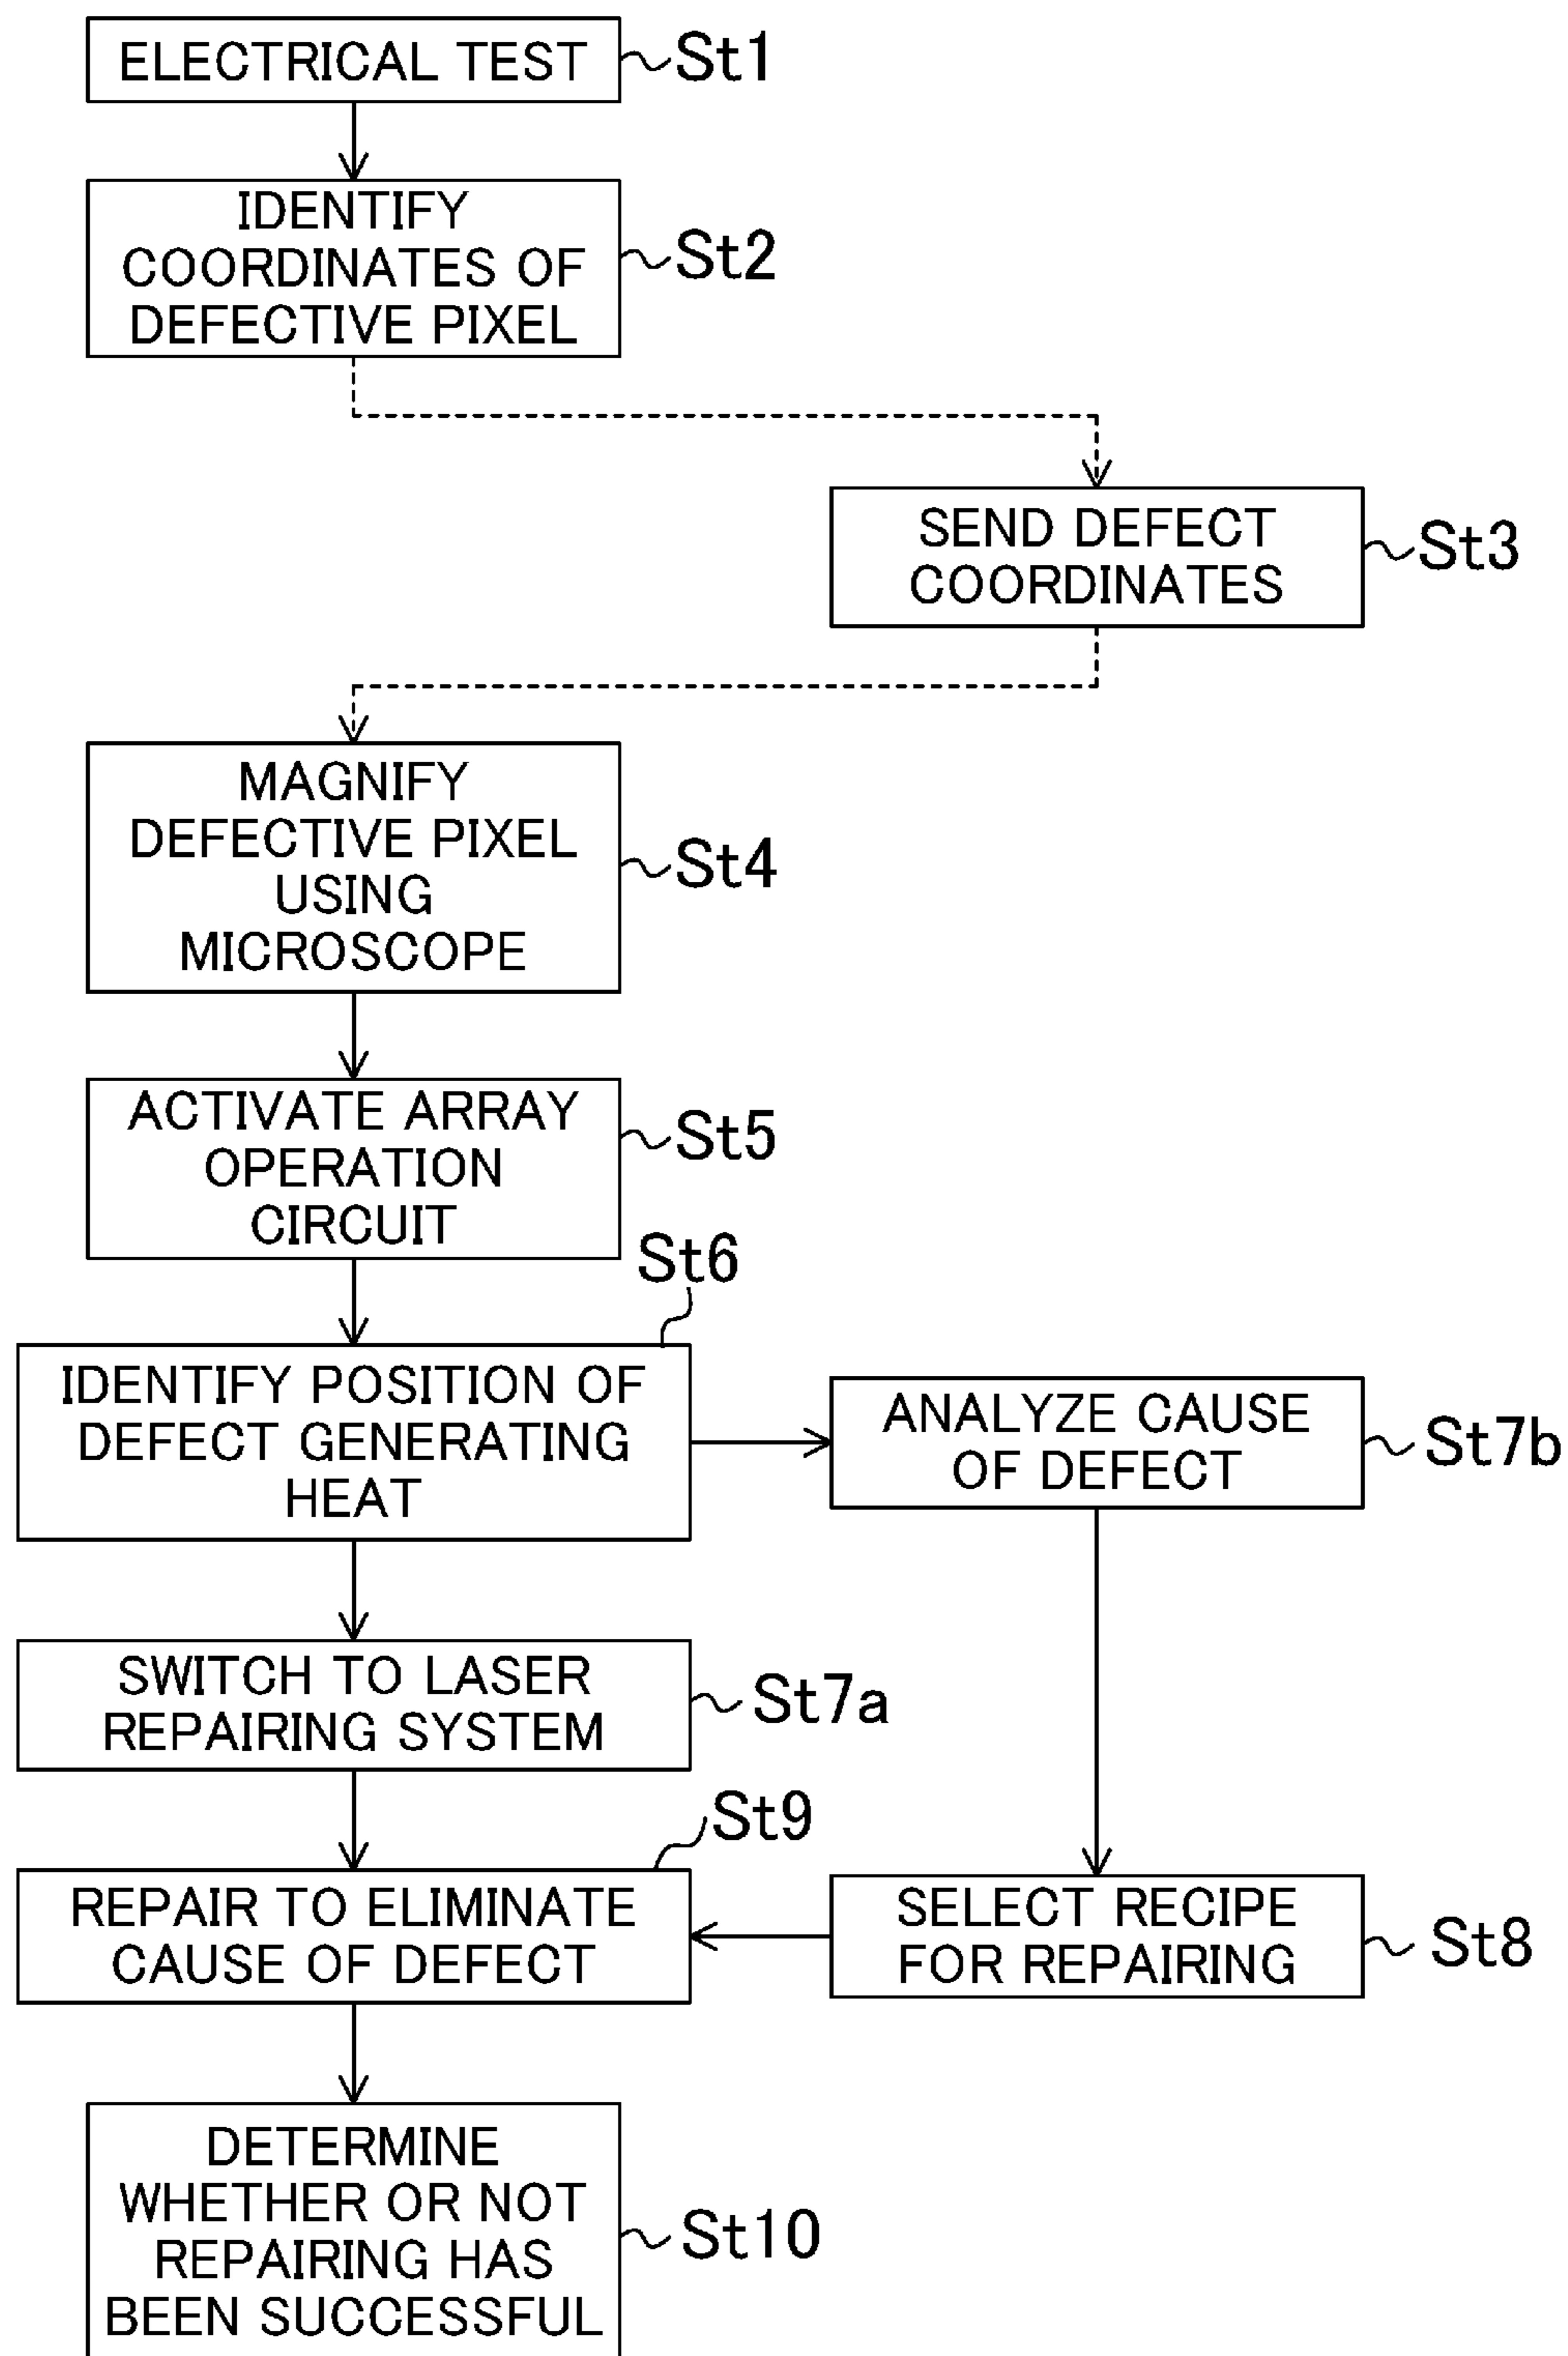 ELECTRICAL TEST
St1
IDENTIFY
COORDINATES OF
DEFECTIVE PIXEL
St2
SEND DEFECT
COORDINATES
St3
MAGNIFY
DEFECTIVE PIXEL
USING
MICROSCOPE
St4
ACTIVATE ARRAY
OPERATION
CIRCUIT
St5
St6
IDENTIFY POSITION OF
DEFECT GENERATING
HEAT
ANALYZE CAUSE
OF DEFECT
St7b
SWITCH TO LASER
REPAIRING SYSTEM
St7a
St9
REPAIR TO ELIMINATE
CAUSE OF DEFECT
SELECT RECIPE
FOR REPAIRING
St8
DETERMINE
WHETHER OR NOT
REPAIRING HAS
BEEN SUCCESSFUL
St10